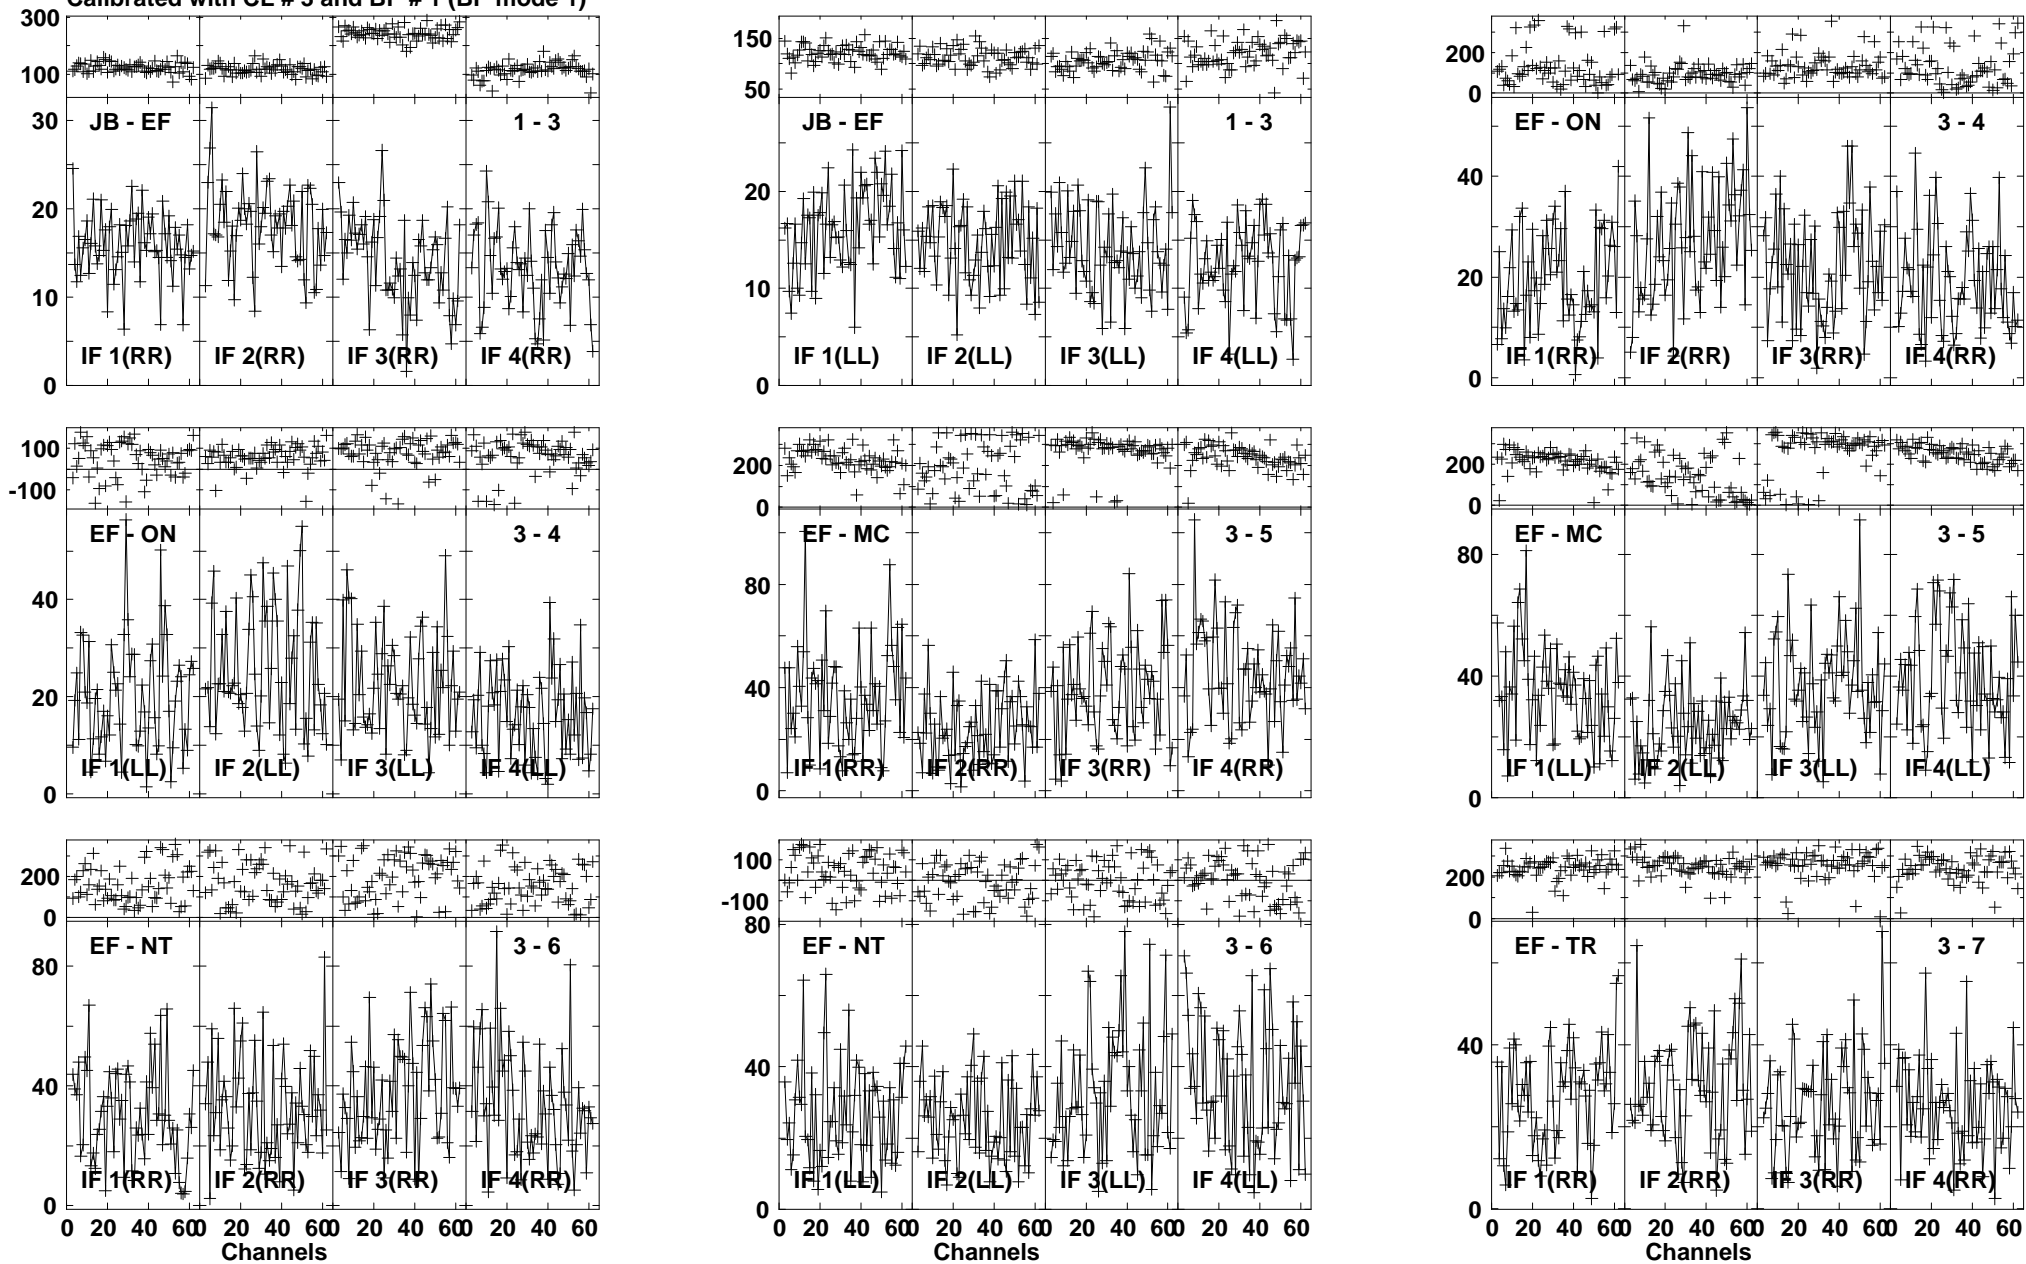 Calibrated with CL # 3 and BP # 1 (BP mode 1)
300
100
JB - EF 1 - 3
30
20
10
0
IF 1(RR) IF 2(RR) IF 3(RR) IF 4(RR)
150
50
JB - EF 1 - 3
20
10
0
IF 1(LL) IF 2(LL) IF 3(LL) IF 4(LL)
200
0
EF - ON 3 - 4
40
20
0
IF 1(RR) IF 2(RR) IF 3(RR) IF 4(RR)
100
-100
EF - ON 3 - 4
40
20
0
IF 1(LL) IF 2(LL) IF 3(LL) IF 4(LL)
200
0
EF - MC 3 - 5
80
40
0
IF 1(RR) IF 2(RR) IF 3(RR) IF 4(RR)
200
0
EF - MC 3 - 5
80
40
0
IF 1(LL) IF 2(LL) IF 3(LL) IF 4(LL)
200
0
EF - NT 3 - 6
80
40
0
IF 1(RR) IF 2(RR) IF 3(RR) IF 4(RR)
0 20 40 60 0 20 40 60 0 20 40 60 0 20 40 60
Channels
100
-100
80
EF - NT 3 - 6
40
0
IF 1(LL) IF 2(LL) IF 3(LL) IF 4(LL)
0 20 40 60 0 20 40 60 0 20 40 60 0 20 40 60
Channels
200
0
EF - TR 3 - 7
40
0
IF 1(RR) IF 2(RR) IF 3(RR) IF 4(RR)
0 20 40 60 0 20 40 60 0 20 40 60 0 20 40 60
Channels